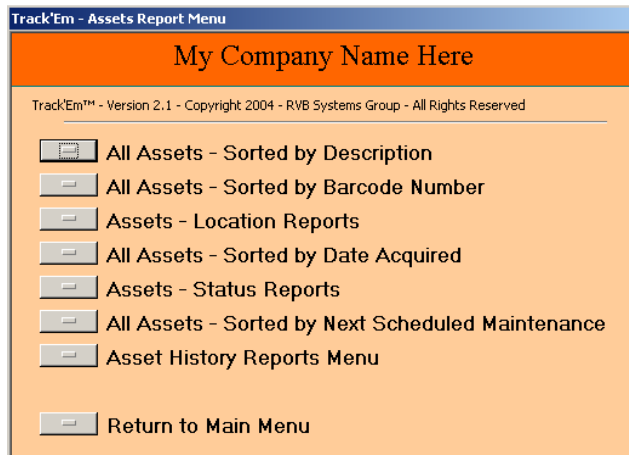 Track'Em - Assets Report Menu
My Company Name Here
Track'Em™ - Version 2.1 - Copyright 2004 - RVB Systems Group - All Rights Reserved
All Assets - Sorted by Description
All Assets - Sorted by Barcode Number
Assets - Location Reports
All Assets - Sorted by Date Acquired
Assets - Status Reports
All Assets - Sorted by Next Scheduled Maintenance
Asset History Reports Menu
Return to Main Menu